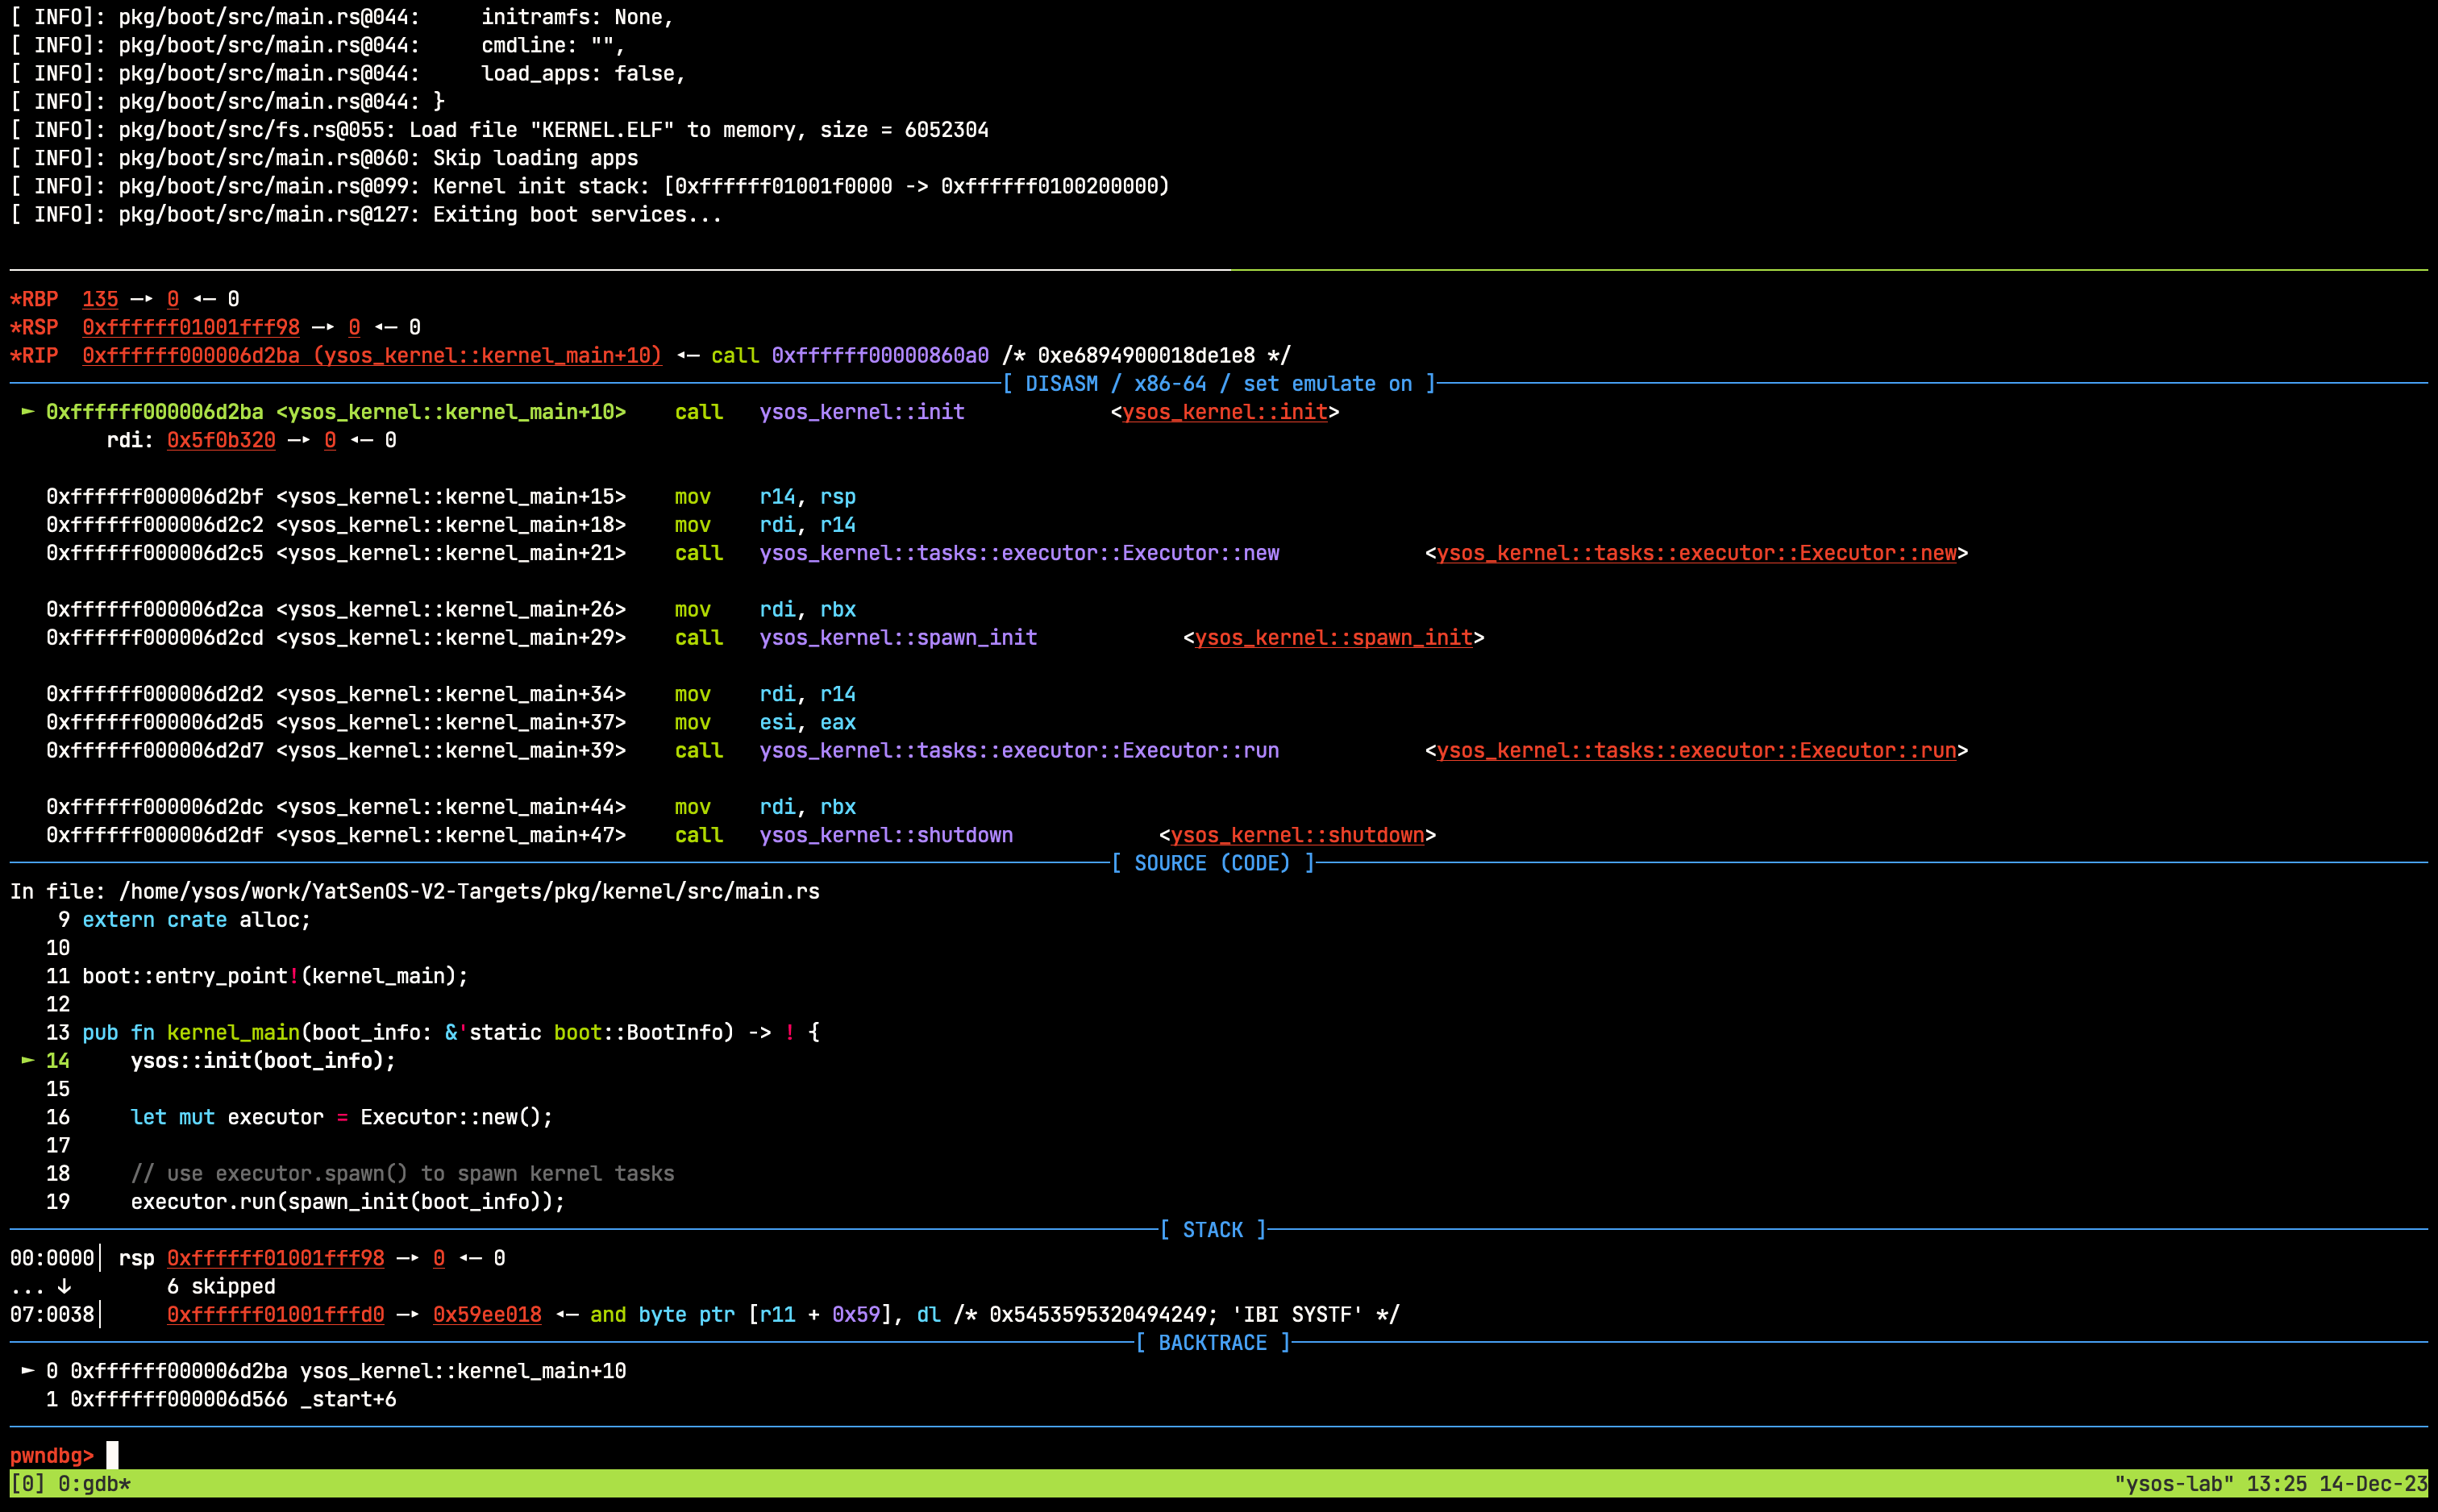 [ INFO]: pkg/boot/src/main.rs@044:     initramfs: None,
[ INFO]: pkg/boot/src/main.rs@044:     cmdline: "",
[ INFO]: pkg/boot/src/main.rs@044:     load_apps: false,
[ INFO]: pkg/boot/src/main.rs@044: }
[ INFO]: pkg/boot/src/fs.rs@055: Load file "KERNEL.ELF" to memory, size = 6052304
[ INFO]: pkg/boot/src/main.rs@060: Skip loading apps
[ INFO]: pkg/boot/src/main.rs@099: Kernel init stack: [0xffffff01001f0000 -> 0xffffff0100200000)
[ INFO]: pkg/boot/src/main.rs@127: Exiting boot services...
*RBP  135 —▸ 0 ◂— 0
*RSP  0xffffff01001fff98 —▸ 0 ◂— 0
*RIP  0xffffff000006d2ba (ysos_kernel::kernel_main+10) ◂— call 0xffffff00000860a0 /* 0xe6894900018de1e8 */
[ DISASM / x86-64 / set emulate on ]
 ► 0xffffff000006d2ba <ysos_kernel::kernel_main+10>    call   ysos_kernel::init            <ysos_kernel::init>
        rdi: 0x5f0b320 —▸ 0 ◂— 0
   0xffffff000006d2bf <ysos_kernel::kernel_main+15>    mov    r14, rsp
   0xffffff000006d2c2 <ysos_kernel::kernel_main+18>    mov    rdi, r14
   0xffffff000006d2c5 <ysos_kernel::kernel_main+21>    call   ysos_kernel::tasks::executor::Executor::new            <ysos_kernel::tasks::executor::Executor::new>
   0xffffff000006d2ca <ysos_kernel::kernel_main+26>    mov    rdi, rbx
   0xffffff000006d2cd <ysos_kernel::kernel_main+29>    call   ysos_kernel::spawn_init            <ysos_kernel::spawn_init>
   0xffffff000006d2d2 <ysos_kernel::kernel_main+34>    mov    rdi, r14
   0xffffff000006d2d5 <ysos_kernel::kernel_main+37>    mov    esi, eax
   0xffffff000006d2d7 <ysos_kernel::kernel_main+39>    call   ysos_kernel::tasks::executor::Executor::run            <ysos_kernel::tasks::executor::Executor::run>
   0xffffff000006d2dc <ysos_kernel::kernel_main+44>    mov    rdi, rbx
   0xffffff000006d2df <ysos_kernel::kernel_main+47>    call   ysos_kernel::shutdown            <ysos_kernel::shutdown>
[ SOURCE (CODE) ]
In file: /home/ysos/work/YatSenOS-V2-Targets/pkg/kernel/src/main.rs
    9 extern crate alloc;
   10
   11 boot::entry_point!(kernel_main);
   12
   13 pub fn kernel_main(boot_info: &'static boot::BootInfo) -> ! {
 ► 14     ysos::init(boot_info);
   15
   16     let mut executor = Executor::new();
   17
   18     // use executor.spawn() to spawn kernel tasks
   19     executor.run(spawn_init(boot_info));
[ STACK ]
00:0000│ rsp 0xffffff01001fff98 —▸ 0 ◂— 0
... ↓        6 skipped
07:0038│     0xffffff01001fffd0 —▸ 0x59ee018 ◂— and byte ptr [r11 + 0x59], dl /* 0x5453595320494249; 'IBI SYSTF' */
[ BACKTRACE ]
 ► 0 0xffffff000006d2ba ysos_kernel::kernel_main+10
   1 0xffffff000006d566 _start+6
pwndbg>
[0] 0:gdb*    "ysos-lab" 13:25 14-Dec-23